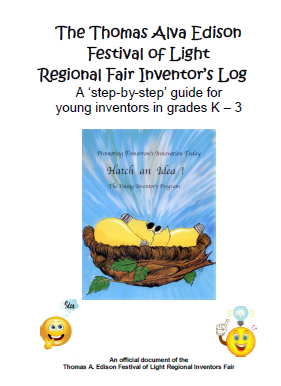 The Thomas Alva Edison
Festival of Light
Regional Fair Inventor's Log
A 'step-by-step' guide for
young inventors in grades K – 3
Promoting Tomorrow's Innovation Today
Hatch an Idea !
The Young Inventor's Program
Idea
An official document of the
Thomas A. Edison Festival of Light Regional Inventors Fair